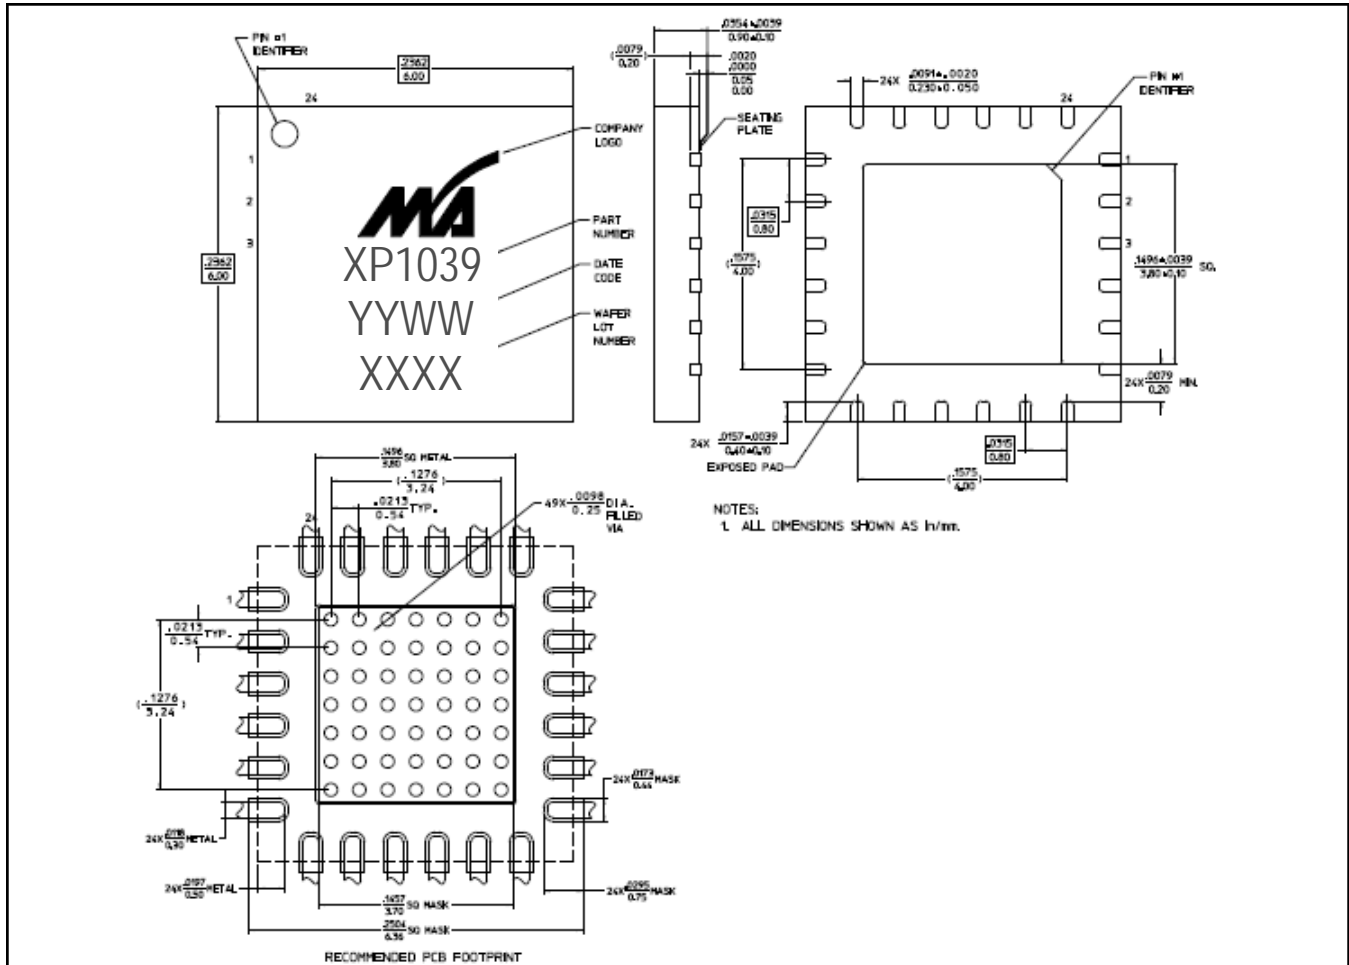 PIN #1
IDENTIFIER
.2362
6.00
24
1
2
3
.2362
6.00
COMPANY
LOGO
MA
XP1039
YYWW
XXXX
PART
NUMBER
DATE
CODE
WAFER
LOT
NUMBER
.0354±.0039
0.90±0.10
(.0079
0.20)
.0020
.0000
0.05
0.00
SEATING
PLATE
24X .0091±.0020
0.230±0.050
24
PIN #1
IDENTIFIER
1
2
3
.0315
0.80
(.1575
4.00)
.1496±.0039
3.80±0.10 SQ.
24X .0079
0.20 MIN.
24X .0157±.0039
0.40±0.10
EXPOSED PAD
.0315
0.80
(.1575
4.00)
NOTES:
1. ALL DIMENSIONS SHOWN AS in/mm.
.1496
3.80 SQ METAL
(.1276
3.24)
.0213
0.54 TYP.
49X .0098
0.25 DIA.
FILLED
VIA
24
1
.0213
0.54 TYP.
(.1276
3.24)
24X .0118
0.30 METAL
24X .0197
0.50 METAL
24X .0173
0.44 MASK
24X .0295
0.75 MASK
.1457
3.70 SQ MASK
.2504
6.36 SQ MASK
RECOMMENDED PCB FOOTPRINT